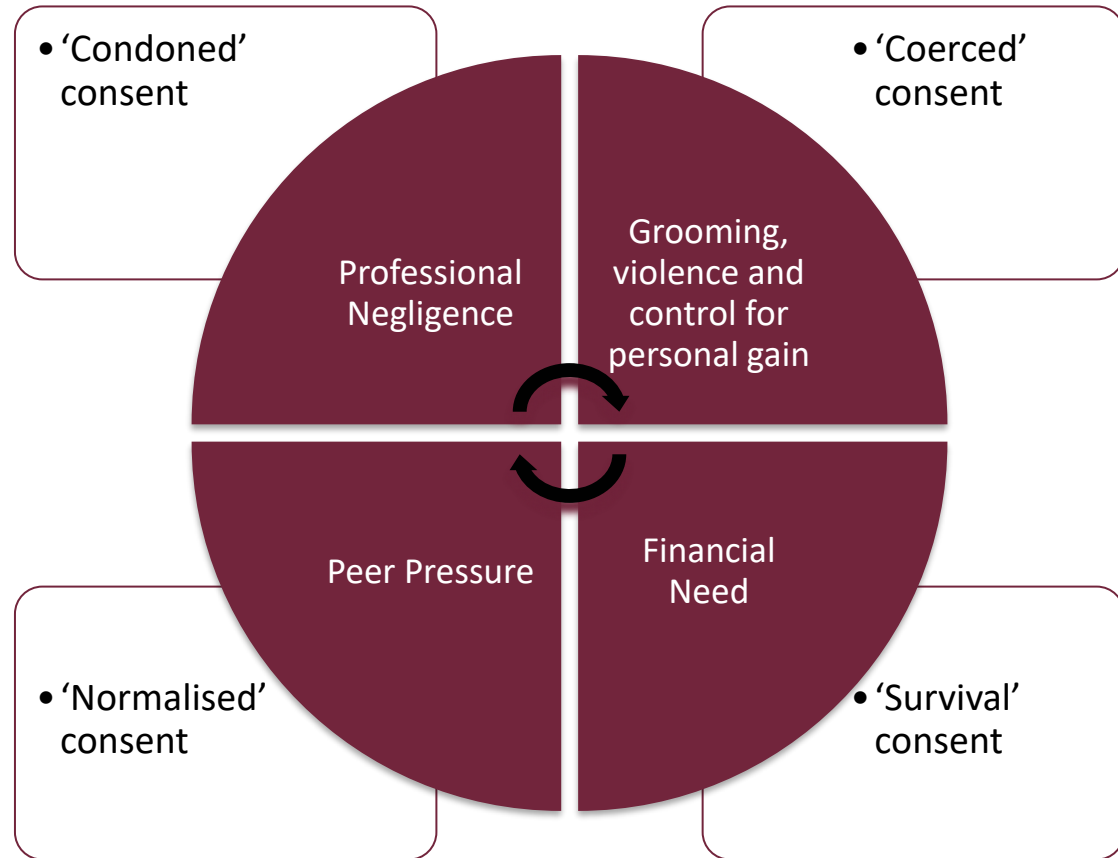 • ‘Condoned’
consent
• ‘Coerced’
consent
Professional
Negligence
Grooming,
violence and
control for
personal gain
Peer Pressure
Financial
Need
• ‘Normalised’
consent
• ‘Survival’
consent